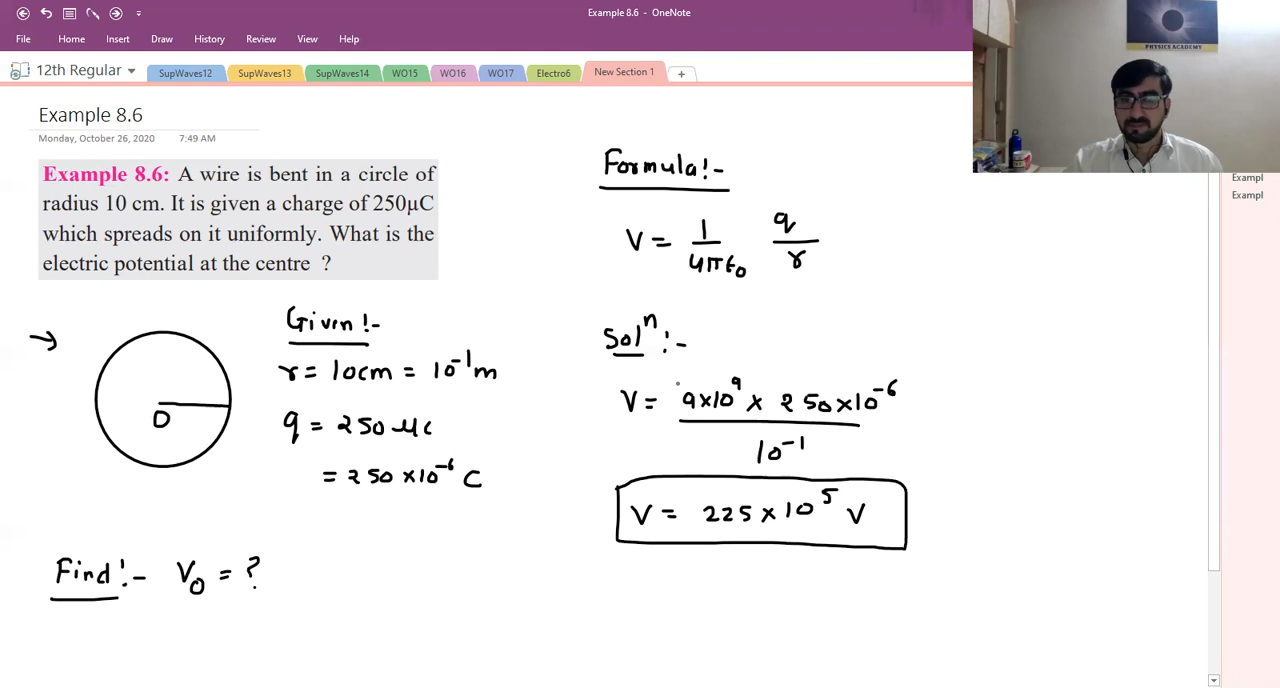 Example 8.6 - OneNote
File Home Insert Draw History Review View Help
12th Regular SupWaves12 SupWaves13 SupWaves14 WO15 WO16 WO17 Electro6 New Section 1 +
PHYSICS ACADEMY
Exampl
Exampl
Example 8.6
Monday, October 26, 2020 7:49 AM
Example 8.6: A wire is bent in a circle of
radius 10 cm. It is given a charge of 250μC
which spreads on it uniformly. What is the
electric potential at the centre ?
O
Given :-
r = 10cm = 10⁻¹ m
q = 250 μC
= 250 × 10⁻⁶ C
Find :- V₀ = ?
Formula :-
V = 1/4πε₀ q/r
Solⁿ :-
V = 9×10⁹ × 250×10⁻⁶
10⁻¹
V = 225 × 10⁵ V